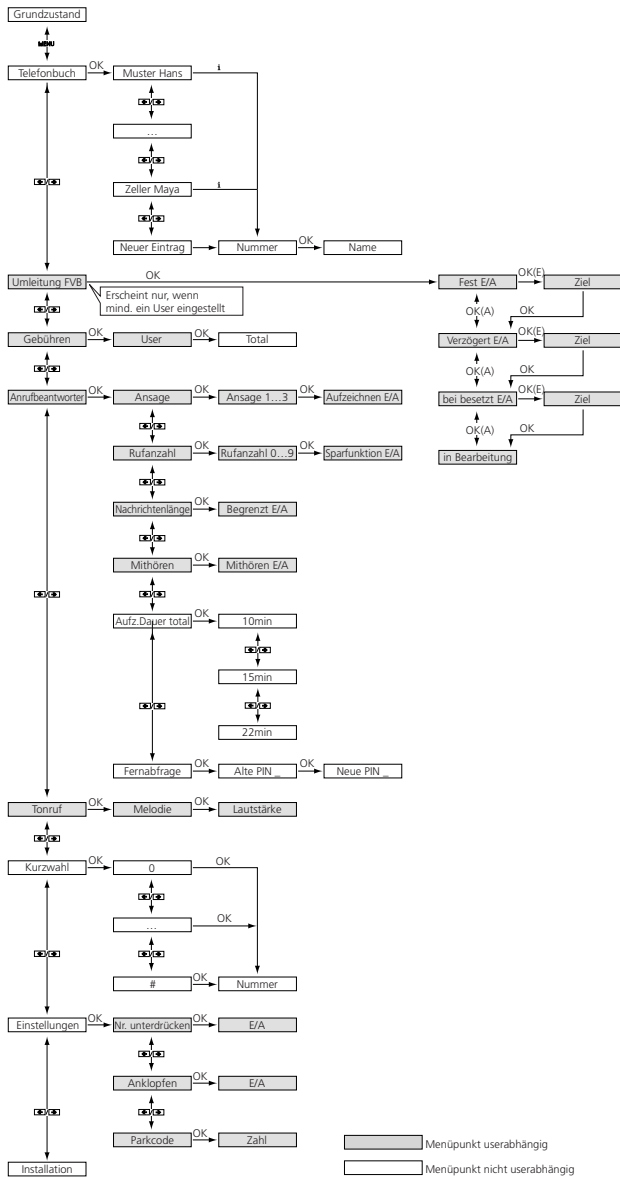 Grundzustand
MENU
Telefonbuch OK Muster Hans i
...
Zeller Maya i
Neuer Eintrag Nummer OK Name
Umleitung FVB OK Fest E/A OK(E) Ziel
Erscheint nur, wenn
mind. ein User eingestellt
OK(A) OK
Gebühren OK User OK Total Verzögert E/A OK(E) Ziel
OK(A) OK
Anrufbeantworter OK Ansage OK Ansage 1...3 OK Aufzeichnen E/A bei besetzt E/A OK(E) Ziel
OK(A) OK
Rufanzahl OK Rufanzahl 0...9 OK Sparfunktion E/A in Bearbeitung
Nachrichtenlänge OK Begrenzt E/A
Mithören OK Mithören E/A
Aufz.Dauer total OK 10min
15min
22min
Fernabfrage OK Alte PIN _ OK Neue PIN _
Tonruf OK Melodie OK Lautstärke
Kurzwahl OK 0 OK
... OK
# OK Nummer
Einstellungen OK Nr. unterdrücken OK E/A
Anklopfen OK E/A
Parkcode OK Zahl
Menüpunkt userabhängig
Installation Menüpunkt nicht userabhängig